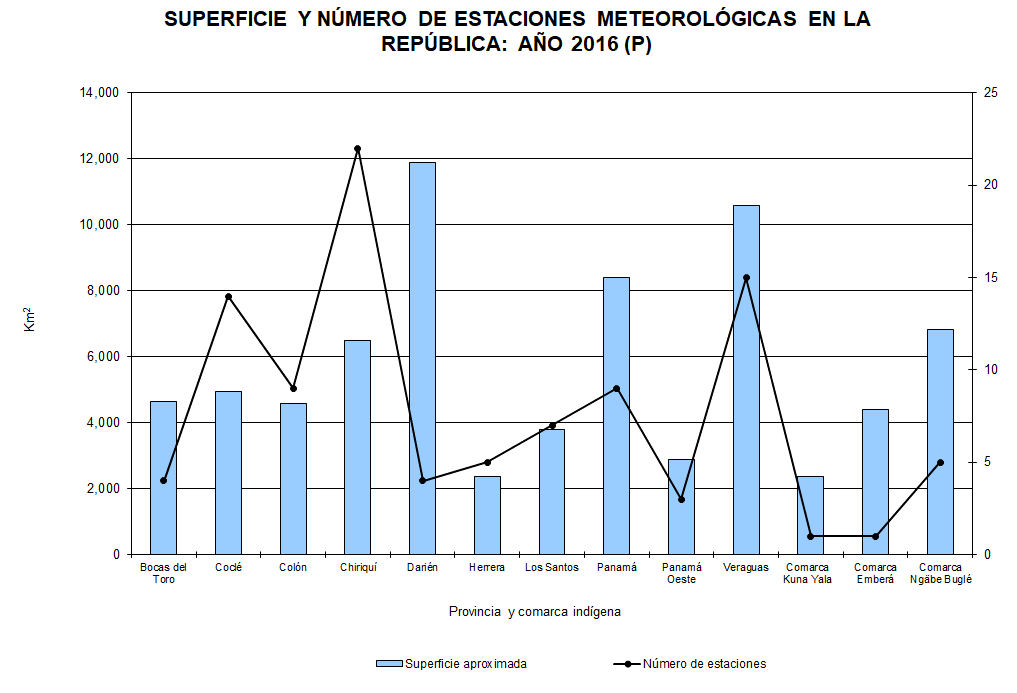 SUPERFICIE Y NÚMERO DE ESTACIONES METEOROLÓGICAS EN LA
REPÚBLICA: AÑO 2016 (P)
14,000
12,000
10,000
8,000
6,000
4,000
2,000
0
Km²
25
20
15
10
5
0
Bocas del
Toro
Coclé
Colón
Chiriquí
Darién
Herrera
Los Santos
Panamá
Panamá
Oeste
Veraguas
Comarca
Kuna Yala
Comarca
Emberá
Comarca
Ngäbe Buglé
Provincia y comarca indígena
Superficie aproximada
Número de estaciones